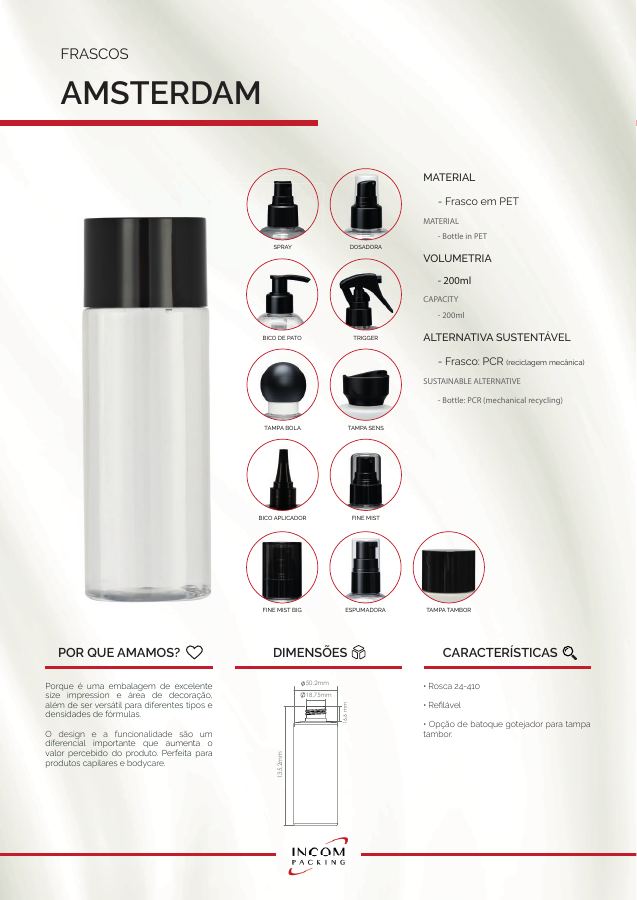 FRASCOS
AMSTERDAM
SPRAY
DOSADORA
BICO DE PATO
TRIGGER
TAMPA BOLA
TAMPA SENS
BICO APLICADOR
FINE MIST
FINE MIST BIG
ESPUMADORA
TAMPA TAMBOR
MATERIAL
- Frasco em PET
MATERIAL
- Bottle in PET
VOLUMETRIA
- 200ml
CAPACITY
- 200ml
ALTERNATIVA SUSTENTÁVEL
- Frasco: PCR (reciclagem mecânica)
SUSTAINABLE ALTERNATIVE
- Bottle: PCR (mechanical recycling)
POR QUE AMAMOS?
Porque é uma embalagem de excelente
size impression e área de decoração,
além de ser versátil para diferentes tipos e
densidades de fórmulas.
O design e a funcionalidade são um
diferencial importante que aumenta o
valor percebido do produto. Perfeita para
produtos capilares e bodycare.
DIMENSÕES
ø50.2mm
Ø18.75mm
135.2mm
CARACTERÍSTICAS
• Rosca 24-410
• Refilável
• Opção de batoque gotejador para tampa
tambor.
INCOM
PACKING